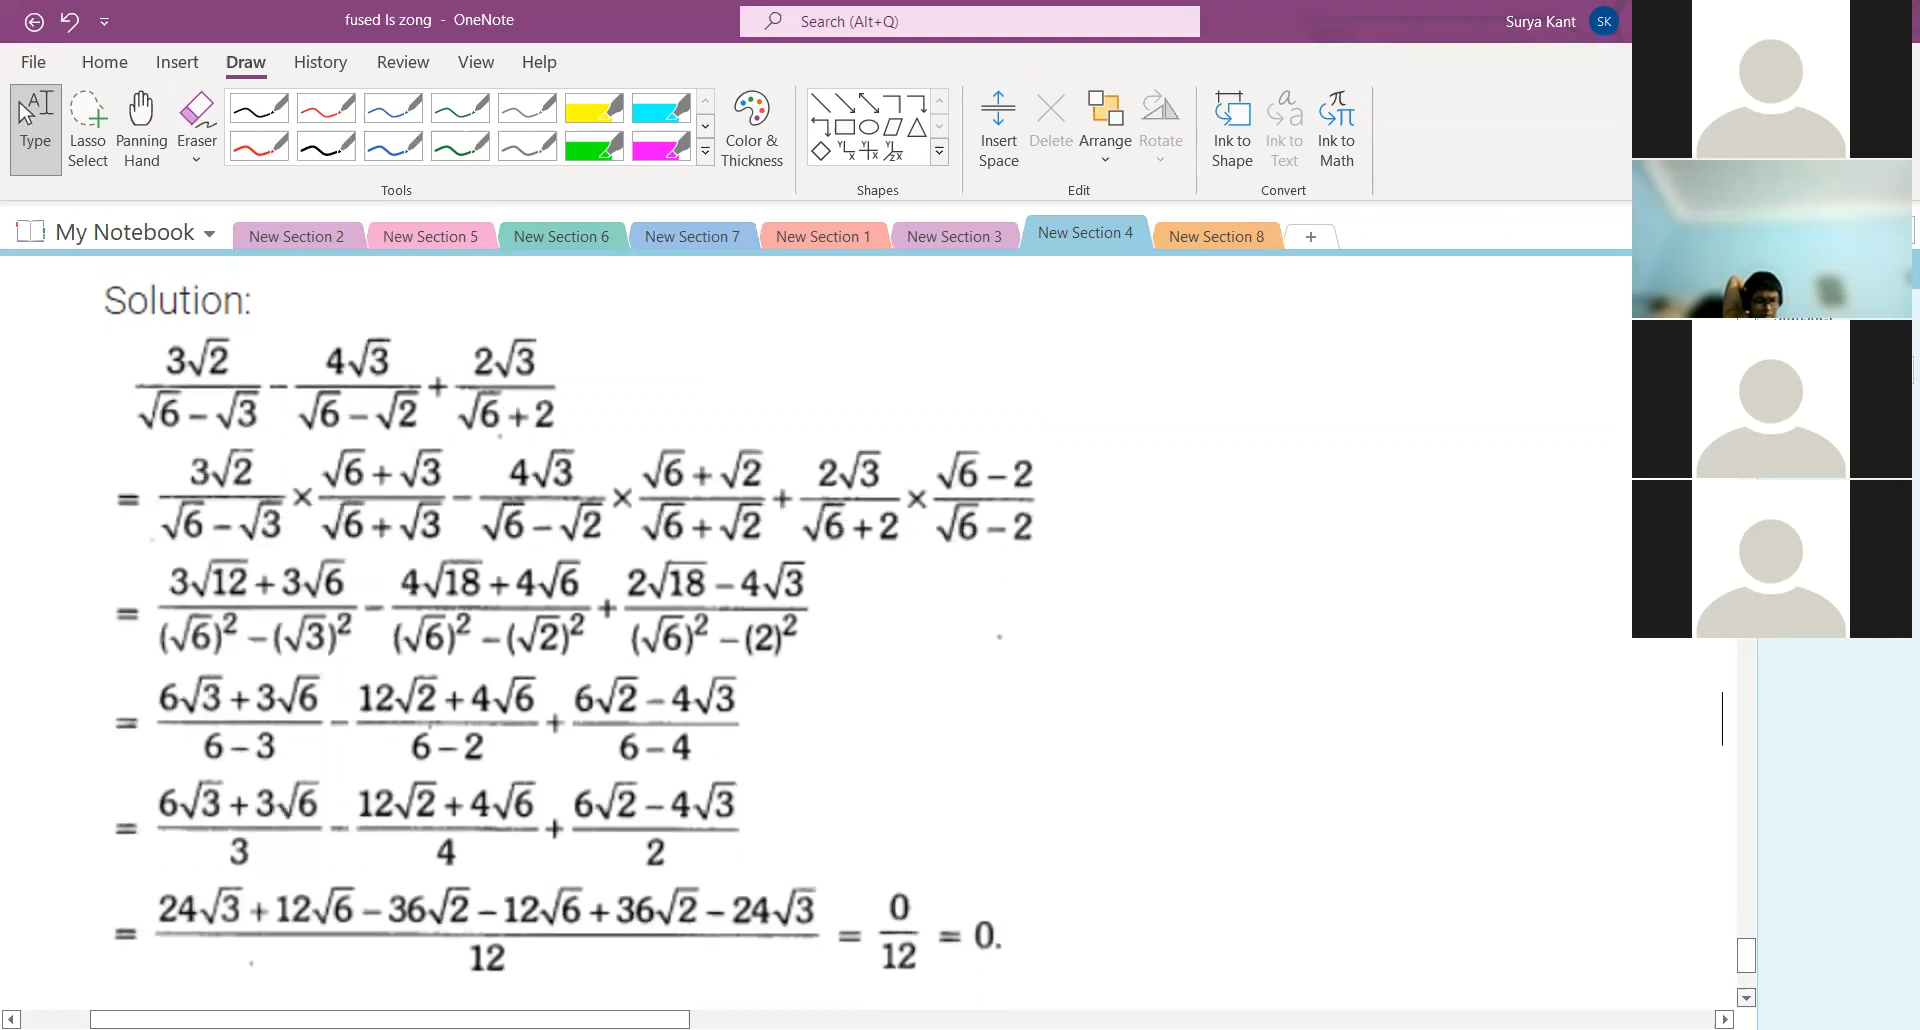 fused Is zong - OneNote
Search (Alt+Q)
Surya Kant SK
File Home Insert Draw History Review View Help
Type
Lasso Select
Panning Hand
Eraser
Color & Thickness
Insert Space
Delete
Arrange
Rotate
Ink to Shape
Ink to Text
Ink to Math
Tools Shapes Edit Convert
My Notebook New Section 2 New Section 5 New Section 6 New Section 7 New Section 1 New Section 3 New Section 4 New Section 8 +
Solution:
3√2/(√6 − √3) − 4√3/(√6 − √2) + 2√3/(√6 + 2)
= 3√2/(√6 − √3) × (√6 + √3)/(√6 + √3) − 4√3/(√6 − √2) × (√6 + √2)/(√6 + √2) + 2√3/(√6 + 2) × (√6 − 2)/(√6 − 2)
= (3√12 + 3√6)/((√6)² − (√3)²) − (4√18 + 4√6)/((√6)² − (√2)²) + (2√18 − 4√3)/((√6)² − (2)²)
= (6√3 + 3√6)/(6 − 3) − (12√2 + 4√6)/(6 − 2) + (6√2 − 4√3)/(6 − 4)
= (6√3 + 3√6)/3 − (12√2 + 4√6)/4 + (6√2 − 4√3)/2
= (24√3 + 12√6 − 36√2 − 12√6 + 36√2 − 24√3)/12 = 0/12 = 0.